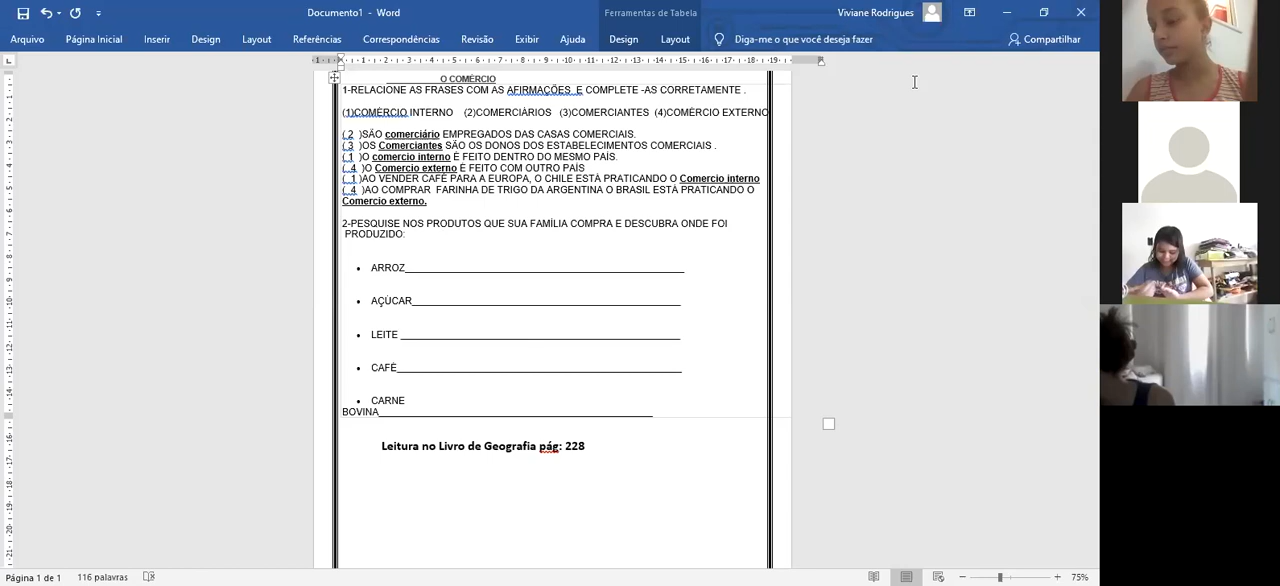 Documento1 - Word
Ferramentas de Tabela
Viviane Rodrigues
Arquivo Página Inicial Inserir Design Layout Referências Correspondências Revisão Exibir Ajuda Design Layout Diga-me o que você deseja fazer Compartilhar
O COMÉRCIO
1-RELACIONE AS FRASES COM AS AFIRMAÇÕES E COMPLETE -AS CORRETAMENTE .
(1)COMÉRCIO INTERNO (2)COMERCIÁRIOS (3)COMERCIANTES (4)COMÉRCIO EXTERNO
( 2 )SÃO comerciário EMPREGADOS DAS CASAS COMERCIAIS.
( 3 )OS Comerciantes SÃO OS DONOS DOS ESTABELECIMENTOS COMERCIAIS .
( 1 )O comercio interno É FEITO DENTRO DO MESMO PAÍS.
( 4 )O Comercio externo É FEITO COM OUTRO PAÍS
( 1 )AO VENDER CAFÉ PARA A EUROPA, O CHILE ESTÁ PRATICANDO O Comercio interno
( 4 )AO COMPRAR FARINHA DE TRIGO DA ARGENTINA O BRASIL ESTÁ PRATICANDO O
Comercio externo.
2-PESQUISE NOS PRODUTOS QUE SUA FAMÍLIA COMPRA E DESCUBRA ONDE FOI
PRODUZIDO:
• ARROZ
• AÇÚCAR
• LEITE
• CAFÉ
• CARNE
BOVINA
Leitura no Livro de Geografia pág: 228
Página 1 de 1 116 palavras 75%